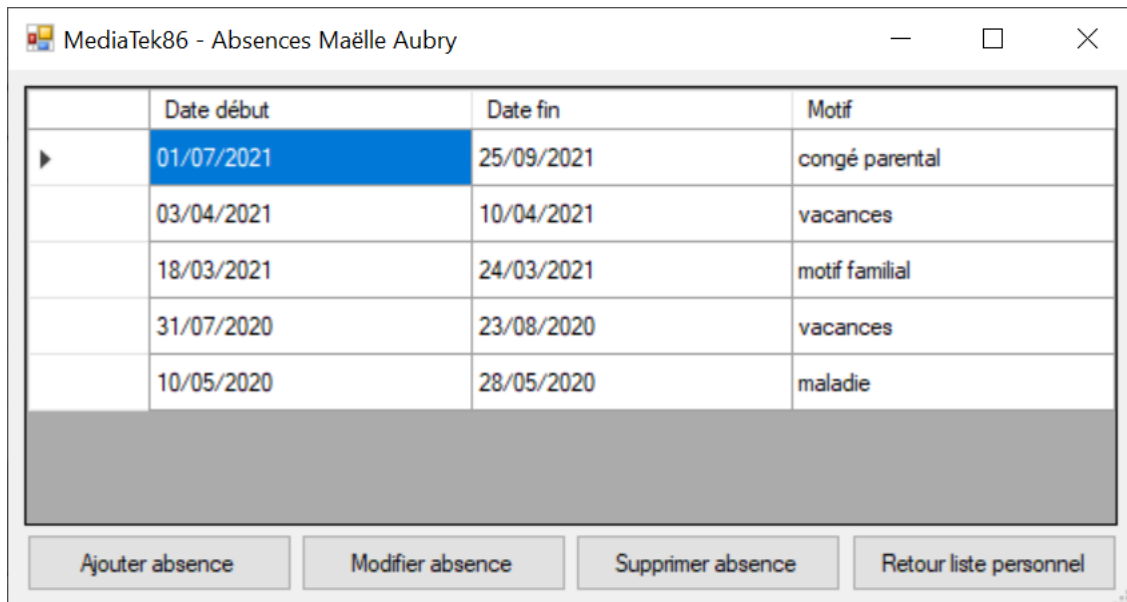 MediaTek86 - Absences Maëlle Aubry
Date début Date fin Motif
01/07/2021 25/09/2021 congé parental
03/04/2021 10/04/2021 vacances
18/03/2021 24/03/2021 motif familial
31/07/2020 23/08/2020 vacances
10/05/2020 28/05/2020 maladie
Ajouter absence Modifier absence Supprimer absence Retour liste personnel